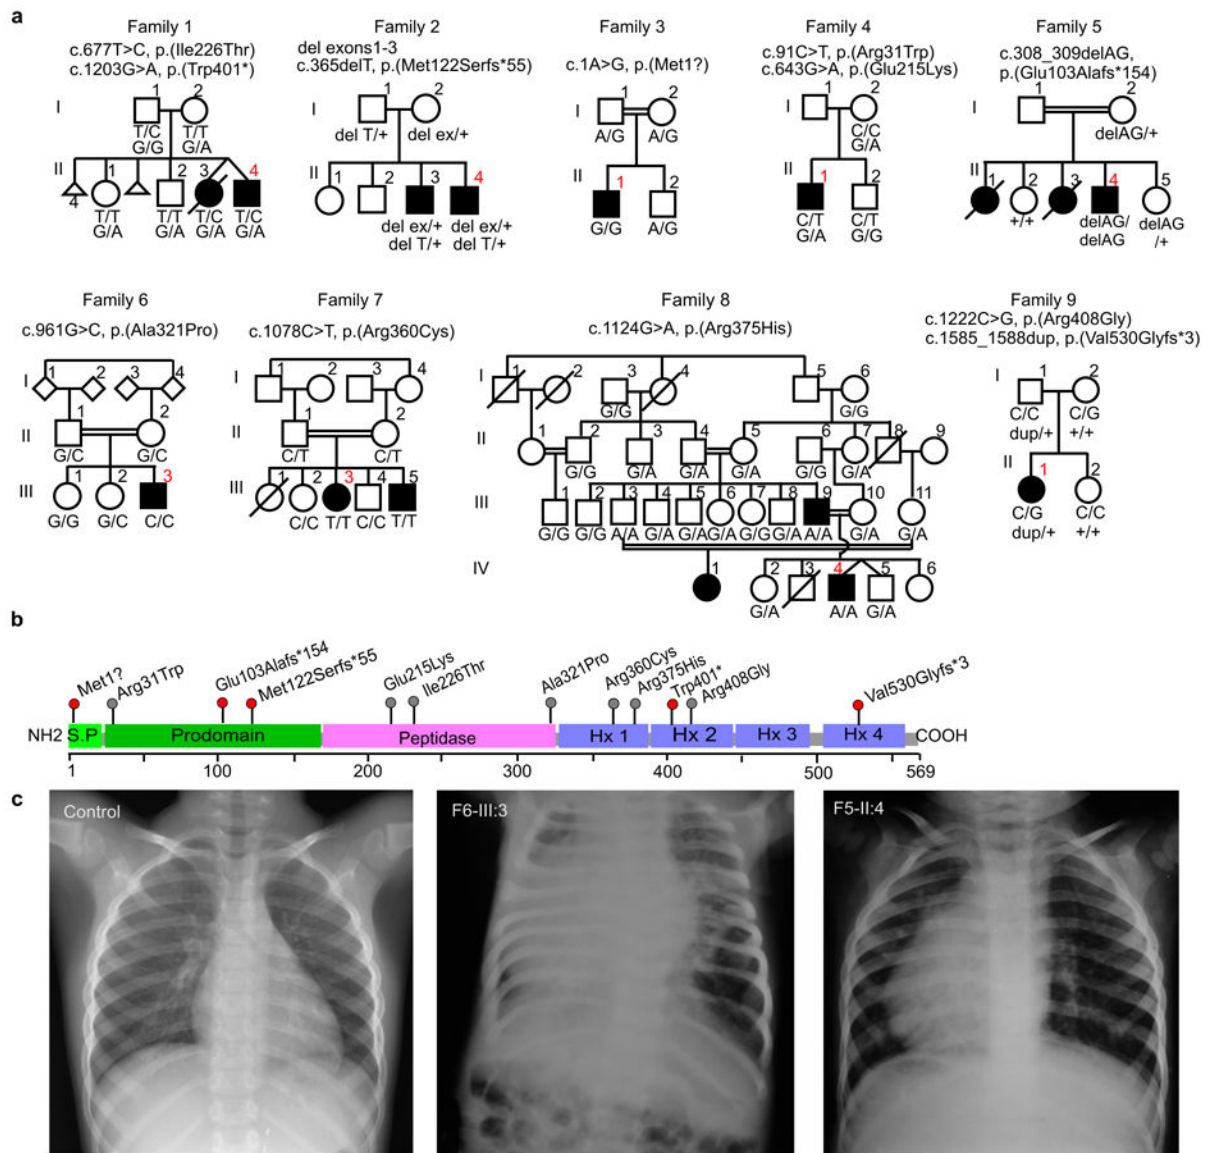 a
Family 1
c.677T>C, p.(Ile226Thr)
c.1203G>A, p.(Trp401*)
I
1 2
T/C T/T
G/G G/A
II
4 1 2 3 4
T/T T/T T/C T/C
G/A G/A G/A G/A
Family 2
del exons1-3
c.365delT, p.(Met122Serfs*55)
I
1 2
del T/+ del ex/+
II
1 2 3 4
del ex/+ del ex/+
del T/+ del T/+
Family 3
c.1A>G, p.(Met1?)
I
1 2
A/G A/G
II
1 2
G/G A/G
Family 4
c.91C>T, p.(Arg31Trp)
c.643G>A, p.(Glu215Lys)
I
1 2
C/C
G/A
II
1 2
C/T C/T
G/A G/G
Family 5
c.308_309delAG,
p.(Glu103Alafs*154)
I
1 2
delAG/+
II
1 2 3 4 5
+/+ delAG/ delAG
delAG /+
Family 6
c.961G>C, p.(Ala321Pro)
I
1 2 3 4
II
1 2
G/C G/C
III
1 2 3
G/G G/C C/C
Family 7
c.1078C>T, p.(Arg360Cys)
I
1 2 3 4
II
1 2
C/T C/T
III
1 2 3 4 5
C/C T/T C/C T/T
Family 8
c.1124G>A, p.(Arg375His)
I
1 2 3 4 5 6
G/G G/G
II
1 2 3 4 5 6 7 8 9
G/G G/A G/A G/A G/G G/A
III
1 2 3 4 5 6 7 8 9 10 11
G/G G/G A/A G/A G/A G/A G/G G/A A/A G/A G/A
IV
1 2 3 4 5 6
G/A A/A G/A
Family 9
c.1222C>G, p.(Arg408Gly)
c.1585_1588dup, p.(Val530Glyfs*3)
I
1 2
C/C C/G
dup/+ +/+
II
1 2
C/G C/C
dup/+ +/+
b
Met1? Arg31Trp Glu103Alafs*154 Met122Serfs*55 Glu215Lys Ile226Thr Ala321Pro Arg360Cys Arg375His Trp401* Arg408Gly Val530Glyfs*3
NH2 S.P Prodomain Peptidase Hx 1 Hx 2 Hx 3 Hx 4 COOH
1 100 200 300 400 500 569
c
Control
F6-III:3
F5-II:4